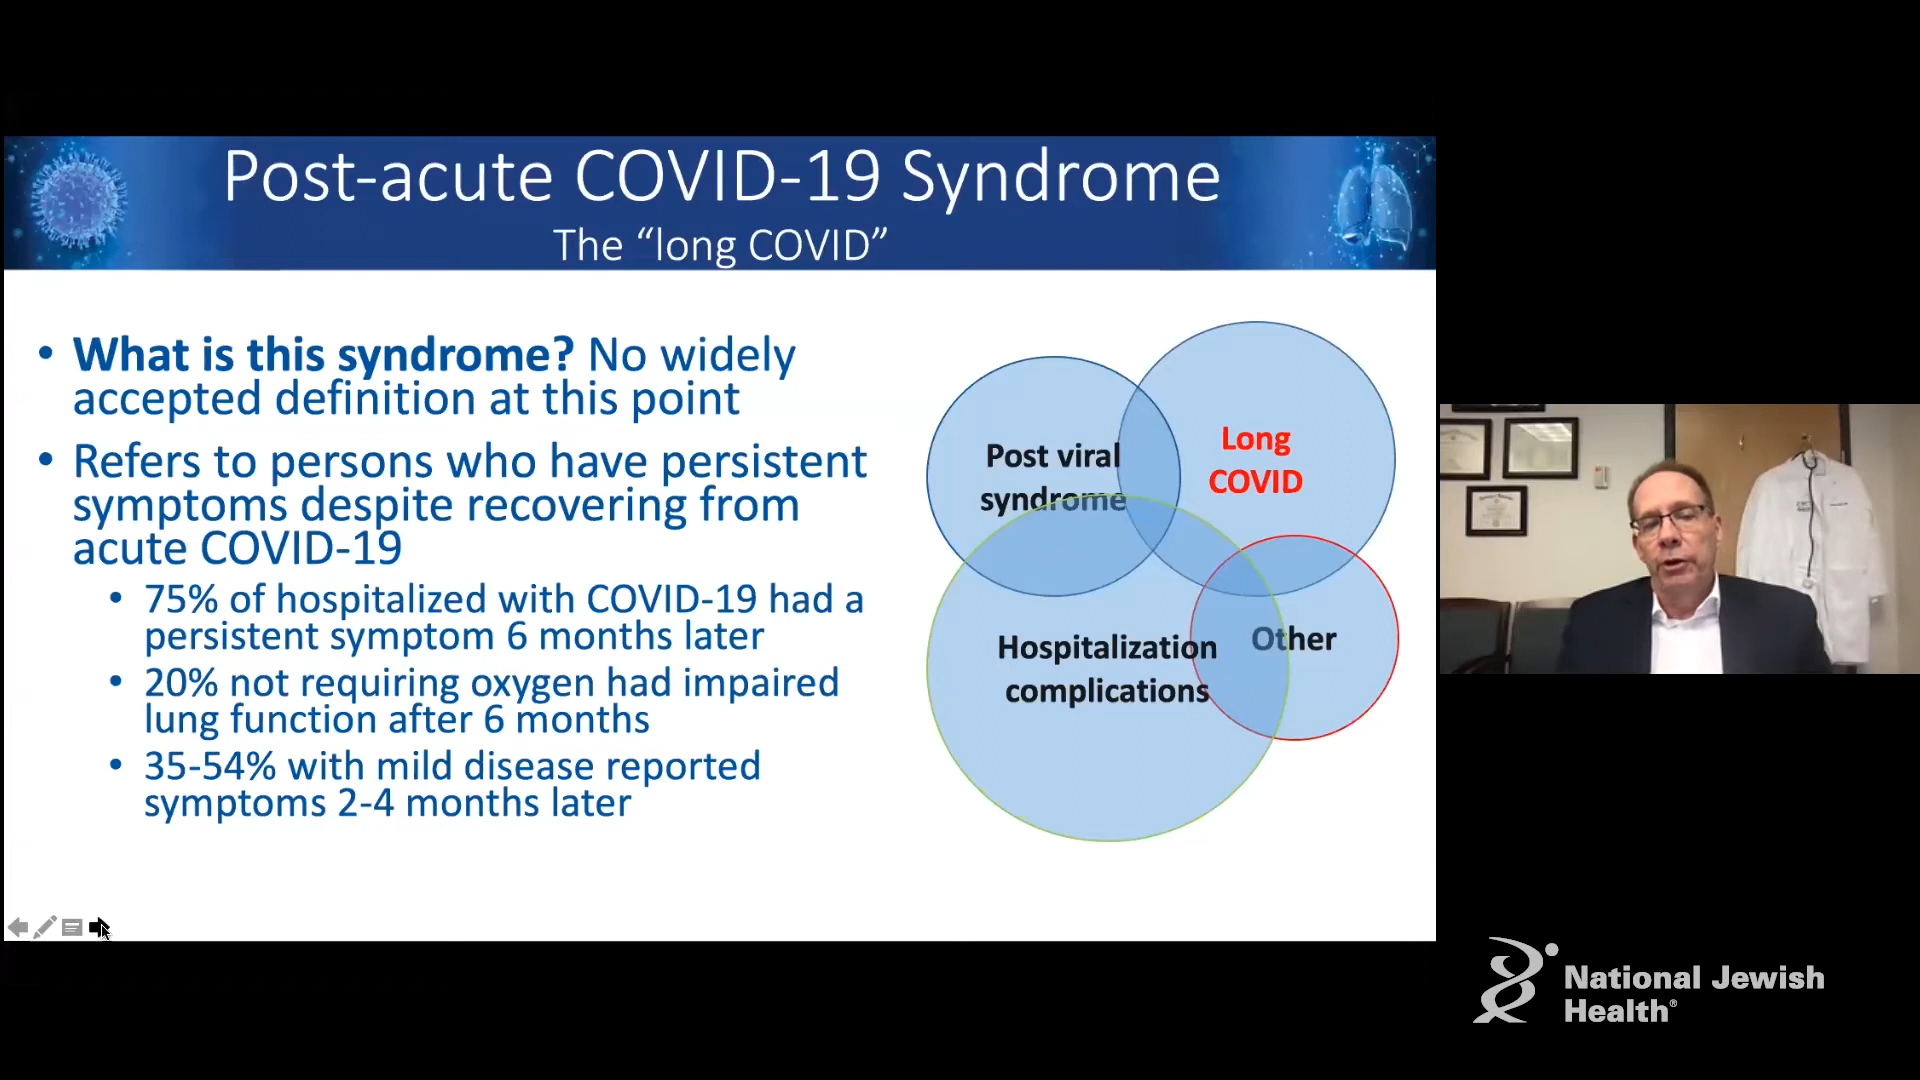 Post-acute COVID-19 Syndrome
The “long COVID”
• What is this syndrome? No widely
accepted definition at this point
• Refers to persons who have persistent
symptoms despite recovering from
acute COVID-19
• 75% of hospitalized with COVID-19 had a
persistent symptom 6 months later
• 20% not requiring oxygen had impaired
lung function after 6 months
• 35-54% with mild disease reported
symptoms 2-4 months later
Post viral
syndrome
Long
COVID
Hospitalization
complications
Other
National Jewish
Health®